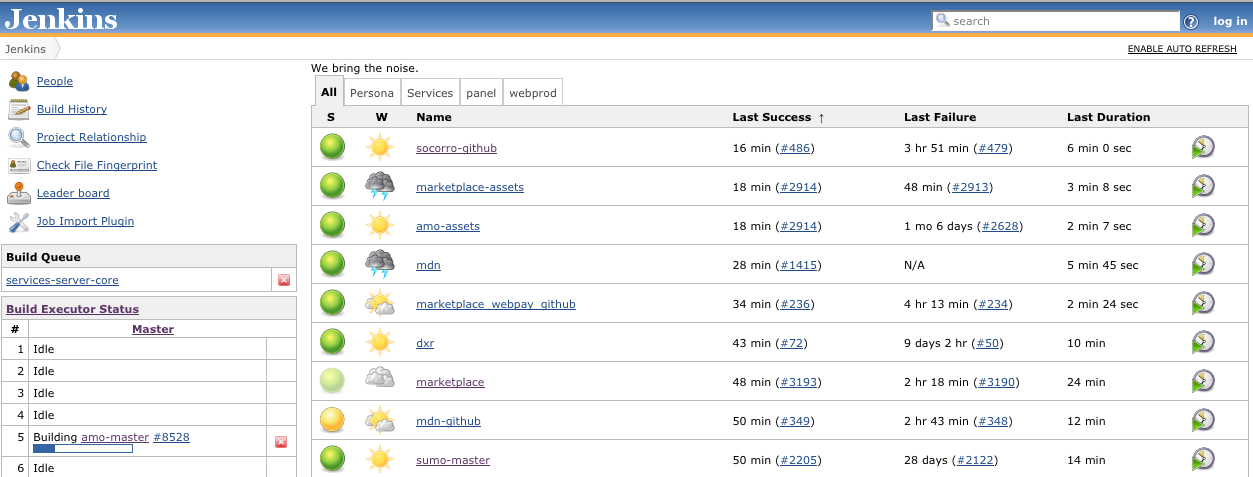 Jenkins
search
log in
Jenkins
ENABLE AUTO REFRESH
People
Build History
Project Relationship
Check File Fingerprint
Leader board
Job Import Plugin
Build Queue
services-server-core
Build Executor Status
# Master
1 Idle
2 Idle
3 Idle
4 Idle
5 Building amo-master #8528
6 Idle
We bring the noise.
All Persona Services panel webprod
S W Name Last Success ↑ Last Failure Last Duration
socorro-github 16 min (#486) 3 hr 51 min (#479) 6 min 0 sec
marketplace-assets 18 min (#2914) 48 min (#2913) 3 min 8 sec
amo-assets 18 min (#2914) 1 mo 6 days (#2628) 2 min 7 sec
mdn 28 min (#1415) N/A 5 min 45 sec
marketplace_webpay_github 34 min (#236) 4 hr 13 min (#234) 2 min 24 sec
dxr 43 min (#72) 9 days 2 hr (#50) 10 min
marketplace 48 min (#3193) 2 hr 18 min (#3190) 24 min
mdn-github 50 min (#349) 2 hr 43 min (#348) 12 min
sumo-master 50 min (#2205) 28 days (#2122) 14 min